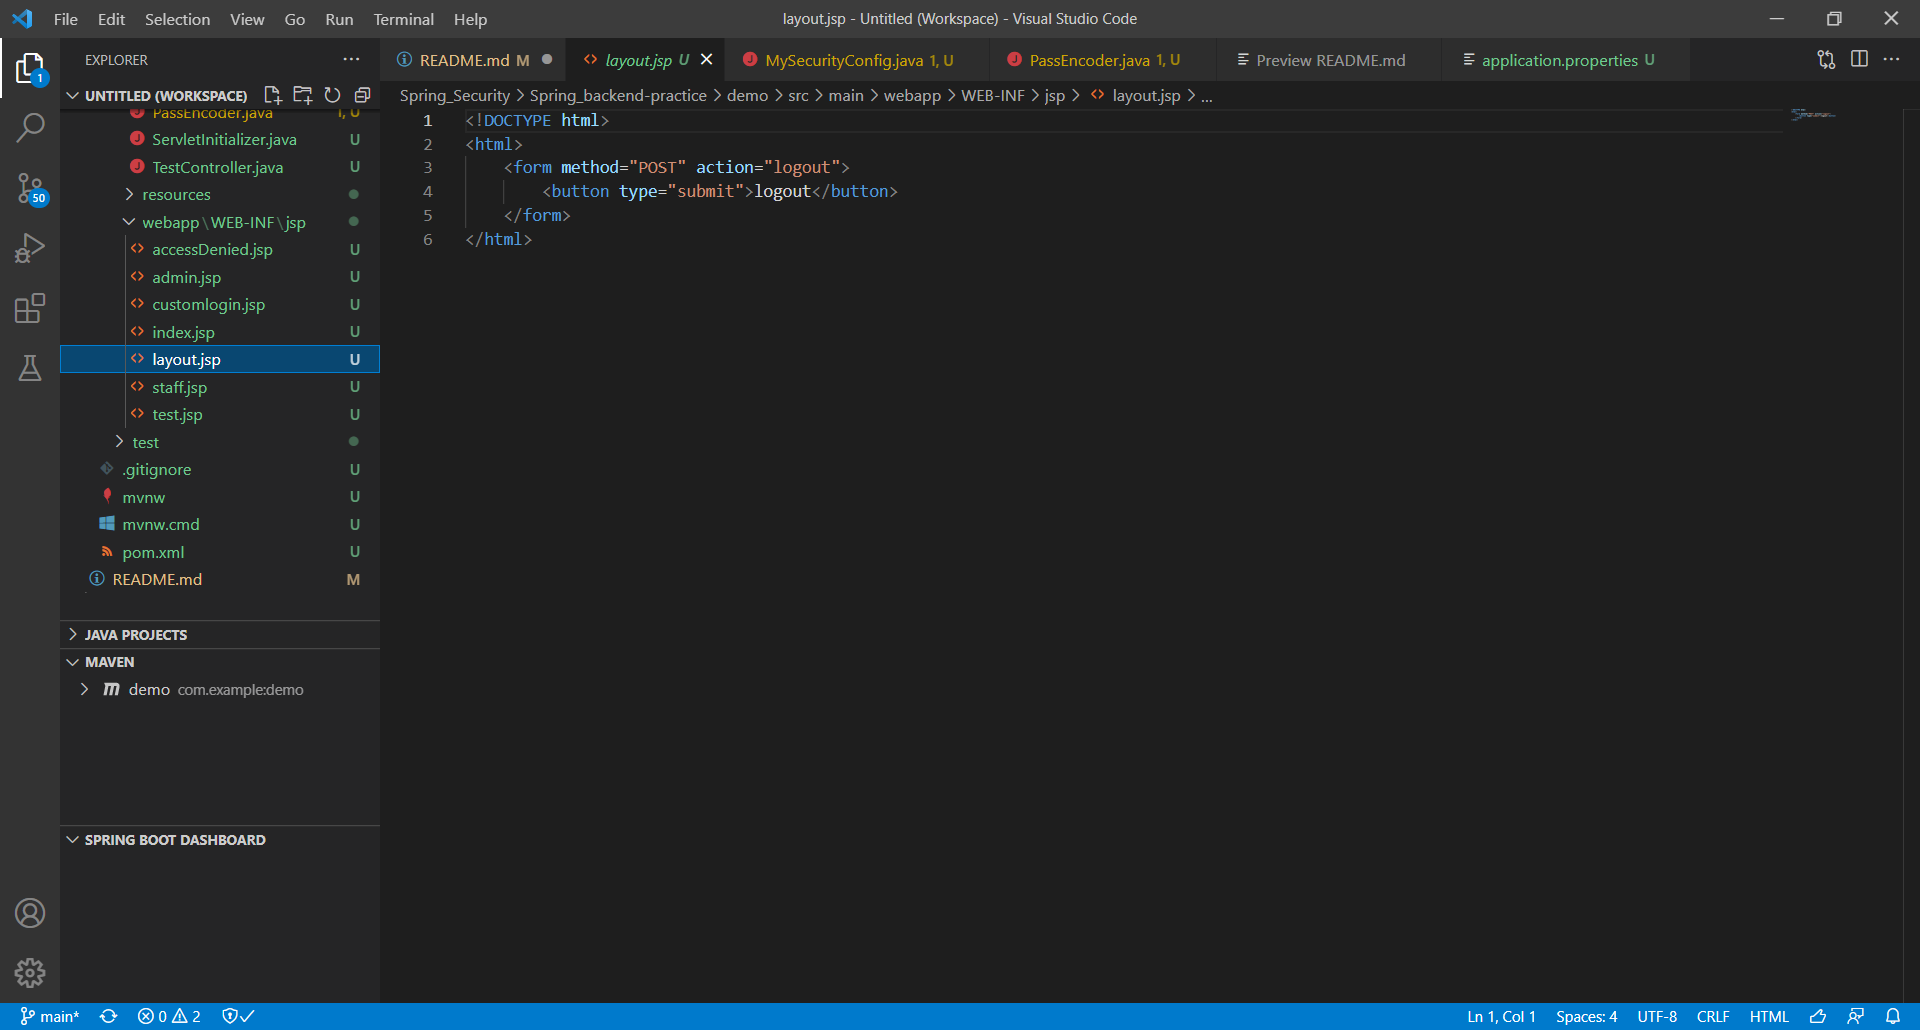 File Edit Selection View Go Run Terminal Help
layout.jsp - Untitled (Workspace) - Visual Studio Code
EXPLORER
README.md M
layout.jsp U
MySecurityConfig.java 1, U
PassEncoder.java 1, U
Preview README.md
application.properties U
1
UNTITLED (WORKSPACE)
Spring_Security > Spring_backend-practice > demo > src > main > webapp > WEB-INF > jsp > layout.jsp > ...
PassEncoder.java 1, U
ServletInitializer.java U
TestController.java U
resources
50
webapp\WEB-INF\jsp
accessDenied.jsp U
admin.jsp U
customlogin.jsp U
index.jsp U
layout.jsp U
staff.jsp U
test.jsp U
test
.gitignore U
mvnw U
mvnw.cmd U
pom.xml U
README.md M
JAVA PROJECTS
MAVEN
demo com.example:demo
SPRING BOOT DASHBOARD
1 <!DOCTYPE html>
2 <html>
3 <form method="POST" action="logout">
4 <button type="submit">logout</button>
5 </form>
6 </html>
main* 0 2
Ln 1, Col 1 Spaces: 4 UTF-8 CRLF HTML